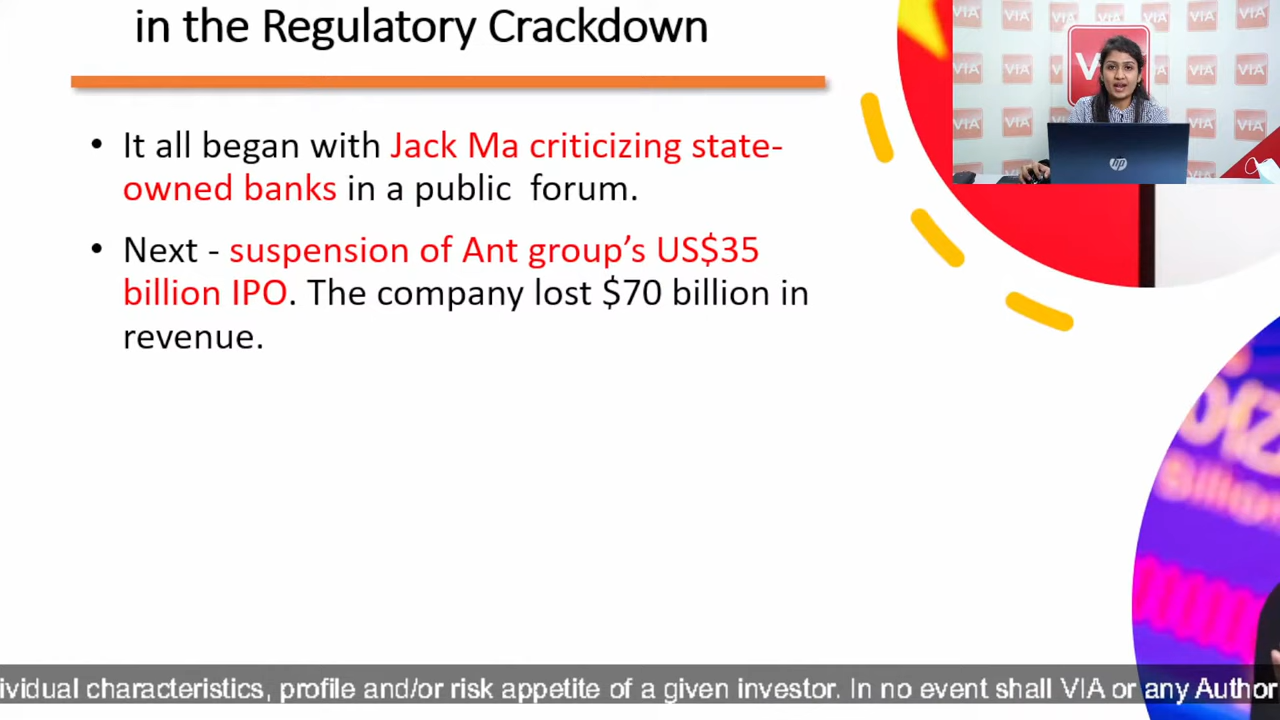 in the Regulatory Crackdown
• It all began with Jack Ma criticizing state-
owned banks in a public forum.
• Next - suspension of Ant group’s US$35
billion IPO. The company lost $70 billion in
revenue.
VIA
hp
characteristics, profile and/or risk appetite of a given investor. In no event shall VIA or any Author